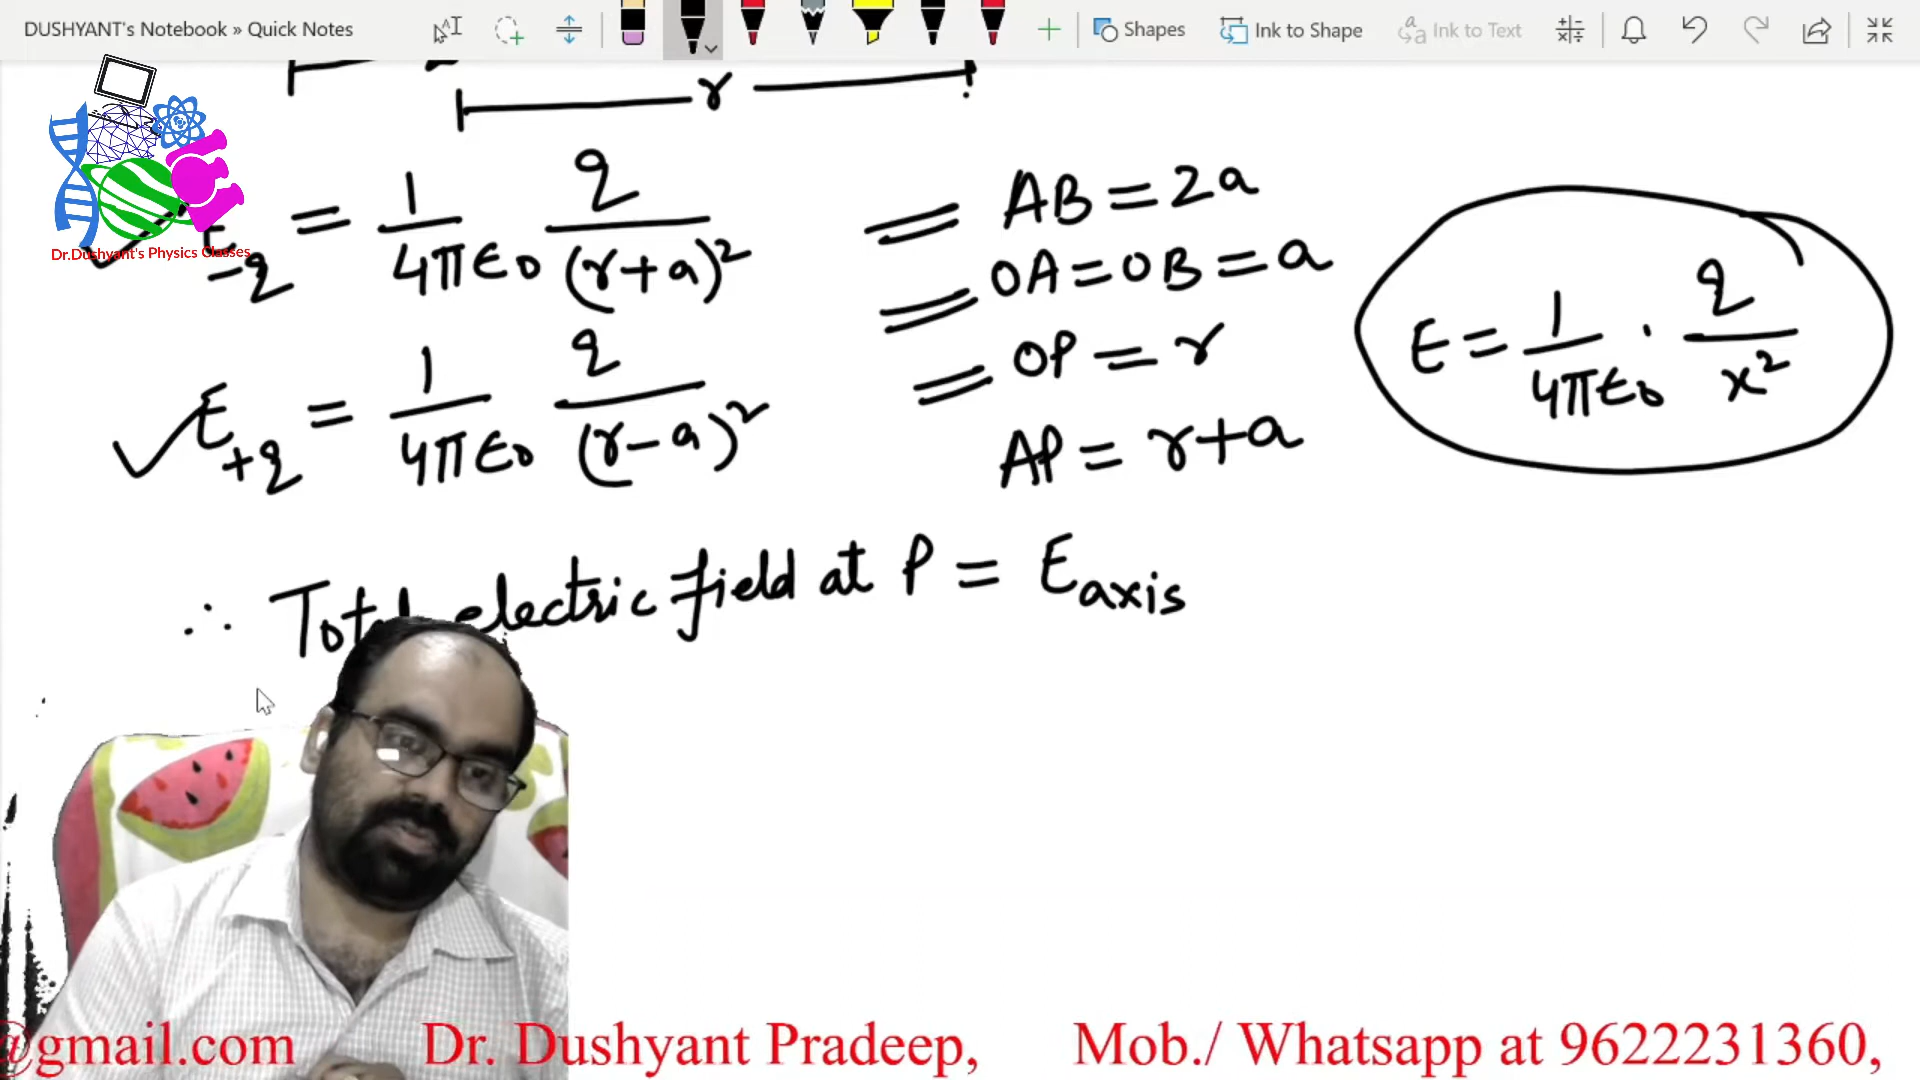 DUSHYANT's Notebook » Quick Notes
Shapes
Ink to Shape
Ink to Text
r
Dr.Dushyant's Physics Classes
E₋q = 1/4πε₀ q/(r+a)²
E₊q = 1/4πε₀ q/(r-a)²
AB = 2a
OA = OB = a
OP = r
AP = r+a
E = 1/4πε₀ · q/x²
∴ Total electric field at P = E axis
@gmail.com Dr. Dushyant Pradeep, Mob./ Whatsapp at 9622231360,